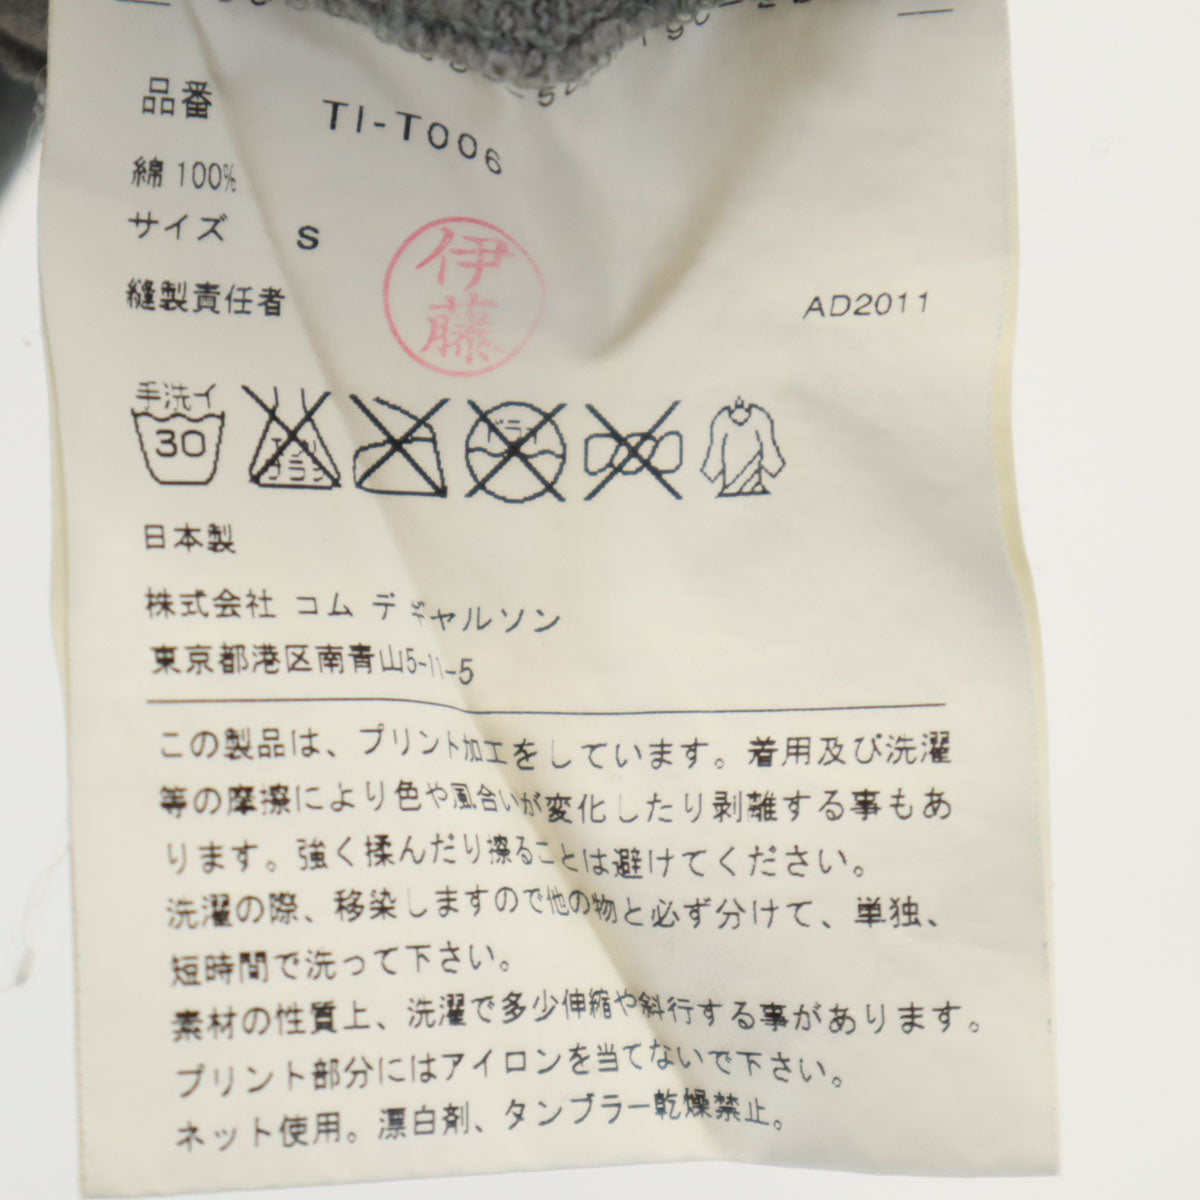 品番 TI-T006
綿 100%
サイズ S
縫製責任者 伊藤 AD2011
手洗イ
30
エンソ
サラシ
ドライ
日本製
株式会社 コム デ ギャルソン
東京都港区南青山5-11-5
この製品は、プリント加工をしています。着用及び洗濯
等の摩擦により色や風合いが変化したり剥離する事もあ
ります。強く揉んだり擦ることは避けてください。
洗濯の際、移染しますので他の物と必ず分けて、単独、
短時間で洗って下さい。
素材の性質上、洗濯で多少伸縮や斜行する事があります。
プリント部分にはアイロンを当てないで下さい。
ネット使用。漂白剤、タンブラー乾燥禁止。